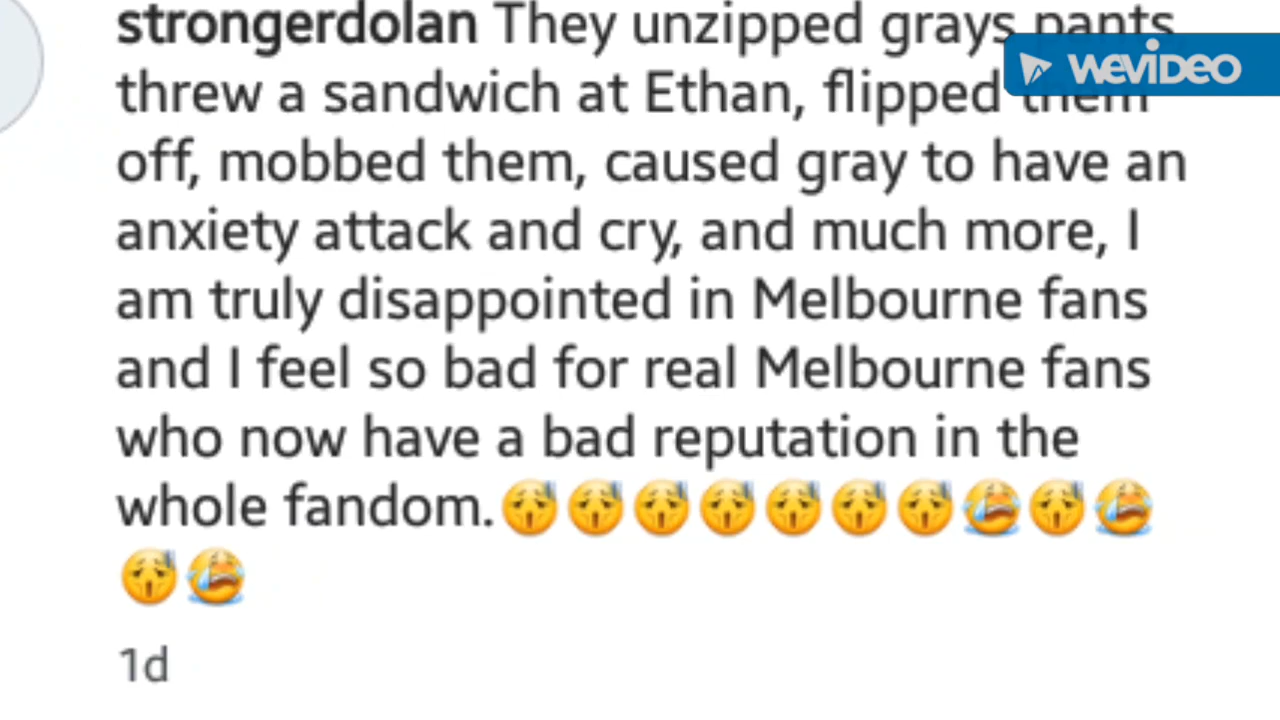 strongerdolan They unzipped grays pants
WEVIDEO
threw a sandwich at Ethan, flipped them
off, mobbed them, caused gray to have an
anxiety attack and cry, and much more, I
am truly disappointed in Melbourne fans
and I feel so bad for real Melbourne fans
who now have a bad reputation in the
whole fandom.
1d